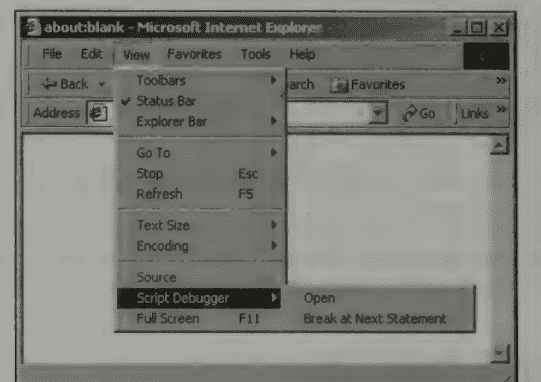 about:blank - Microsoft Internet Explorer
File Edit View Favorites Tools Help
Back arch Favorites »
Address Go Links »
Toolbars
✓ Status Bar
Explorer Bar
Go To
Stop Esc
Refresh F5
Text Size
Encoding
Source
Script Debugger
Open
Full Screen F11
Break at Next Statement